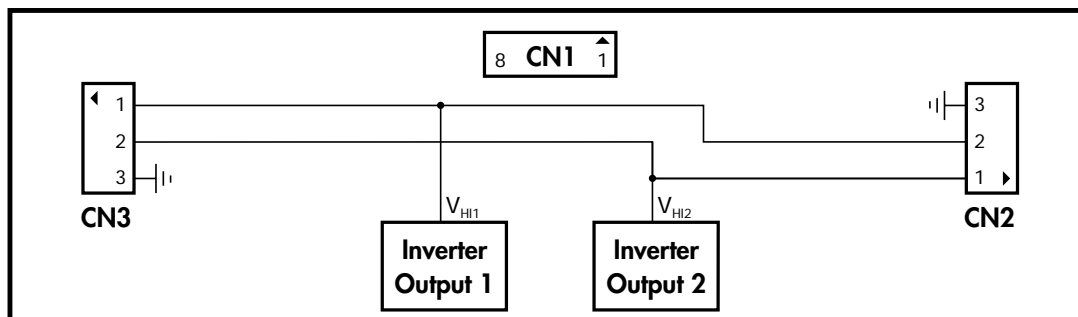 8 CN1 1
1
2
3
CN3
3
2
1
CN2
VHI1
VHI2
Inverter
Output 1
Inverter
Output 2